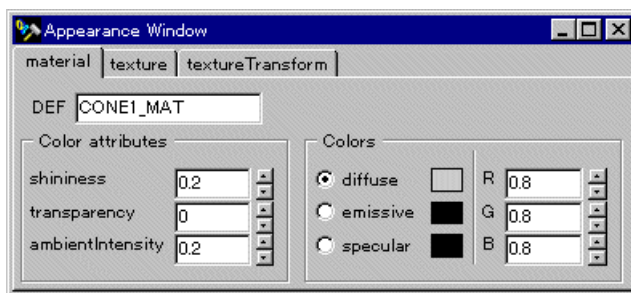 Appearance Window
material texture textureTransform
DEF CONE1_MAT
Color attributes
shininess 0.2
transparency 0
ambientIntensity 0.2
Colors
diffuse R 0.8
emissive G 0.8
specular B 0.8